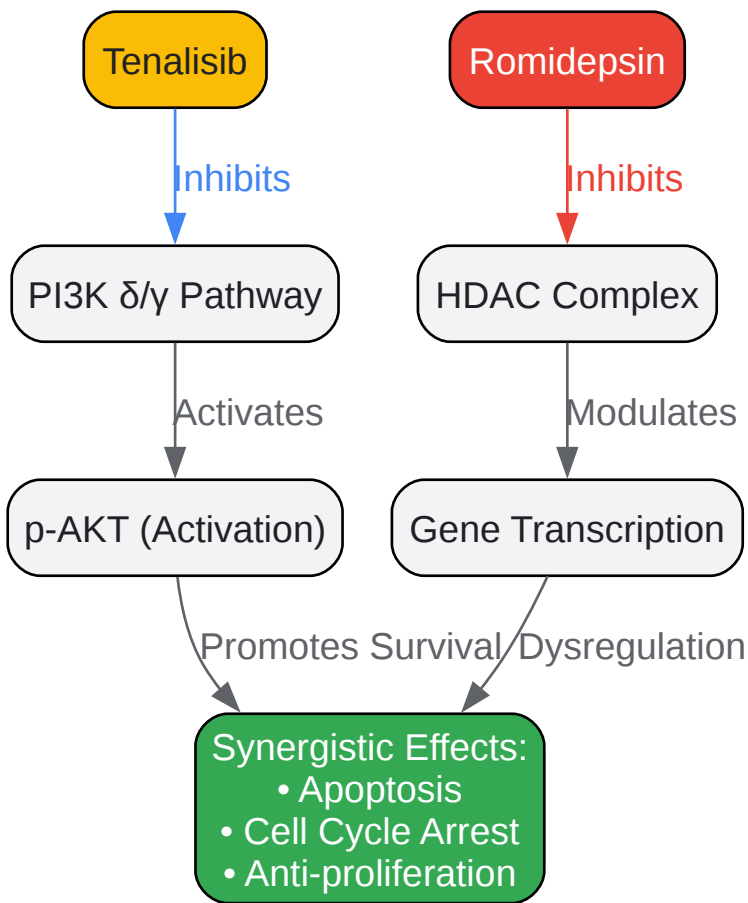 Tenalisib
Romidepsin
Inhibits
Inhibits
PI3K δ/γ Pathway
HDAC Complex
Activates
Modulates
p-AKT (Activation)
Gene Transcription
Promotes Survival
Dysregulation
Synergistic Effects:
• Apoptosis
• Cell Cycle Arrest
• Anti-proliferation